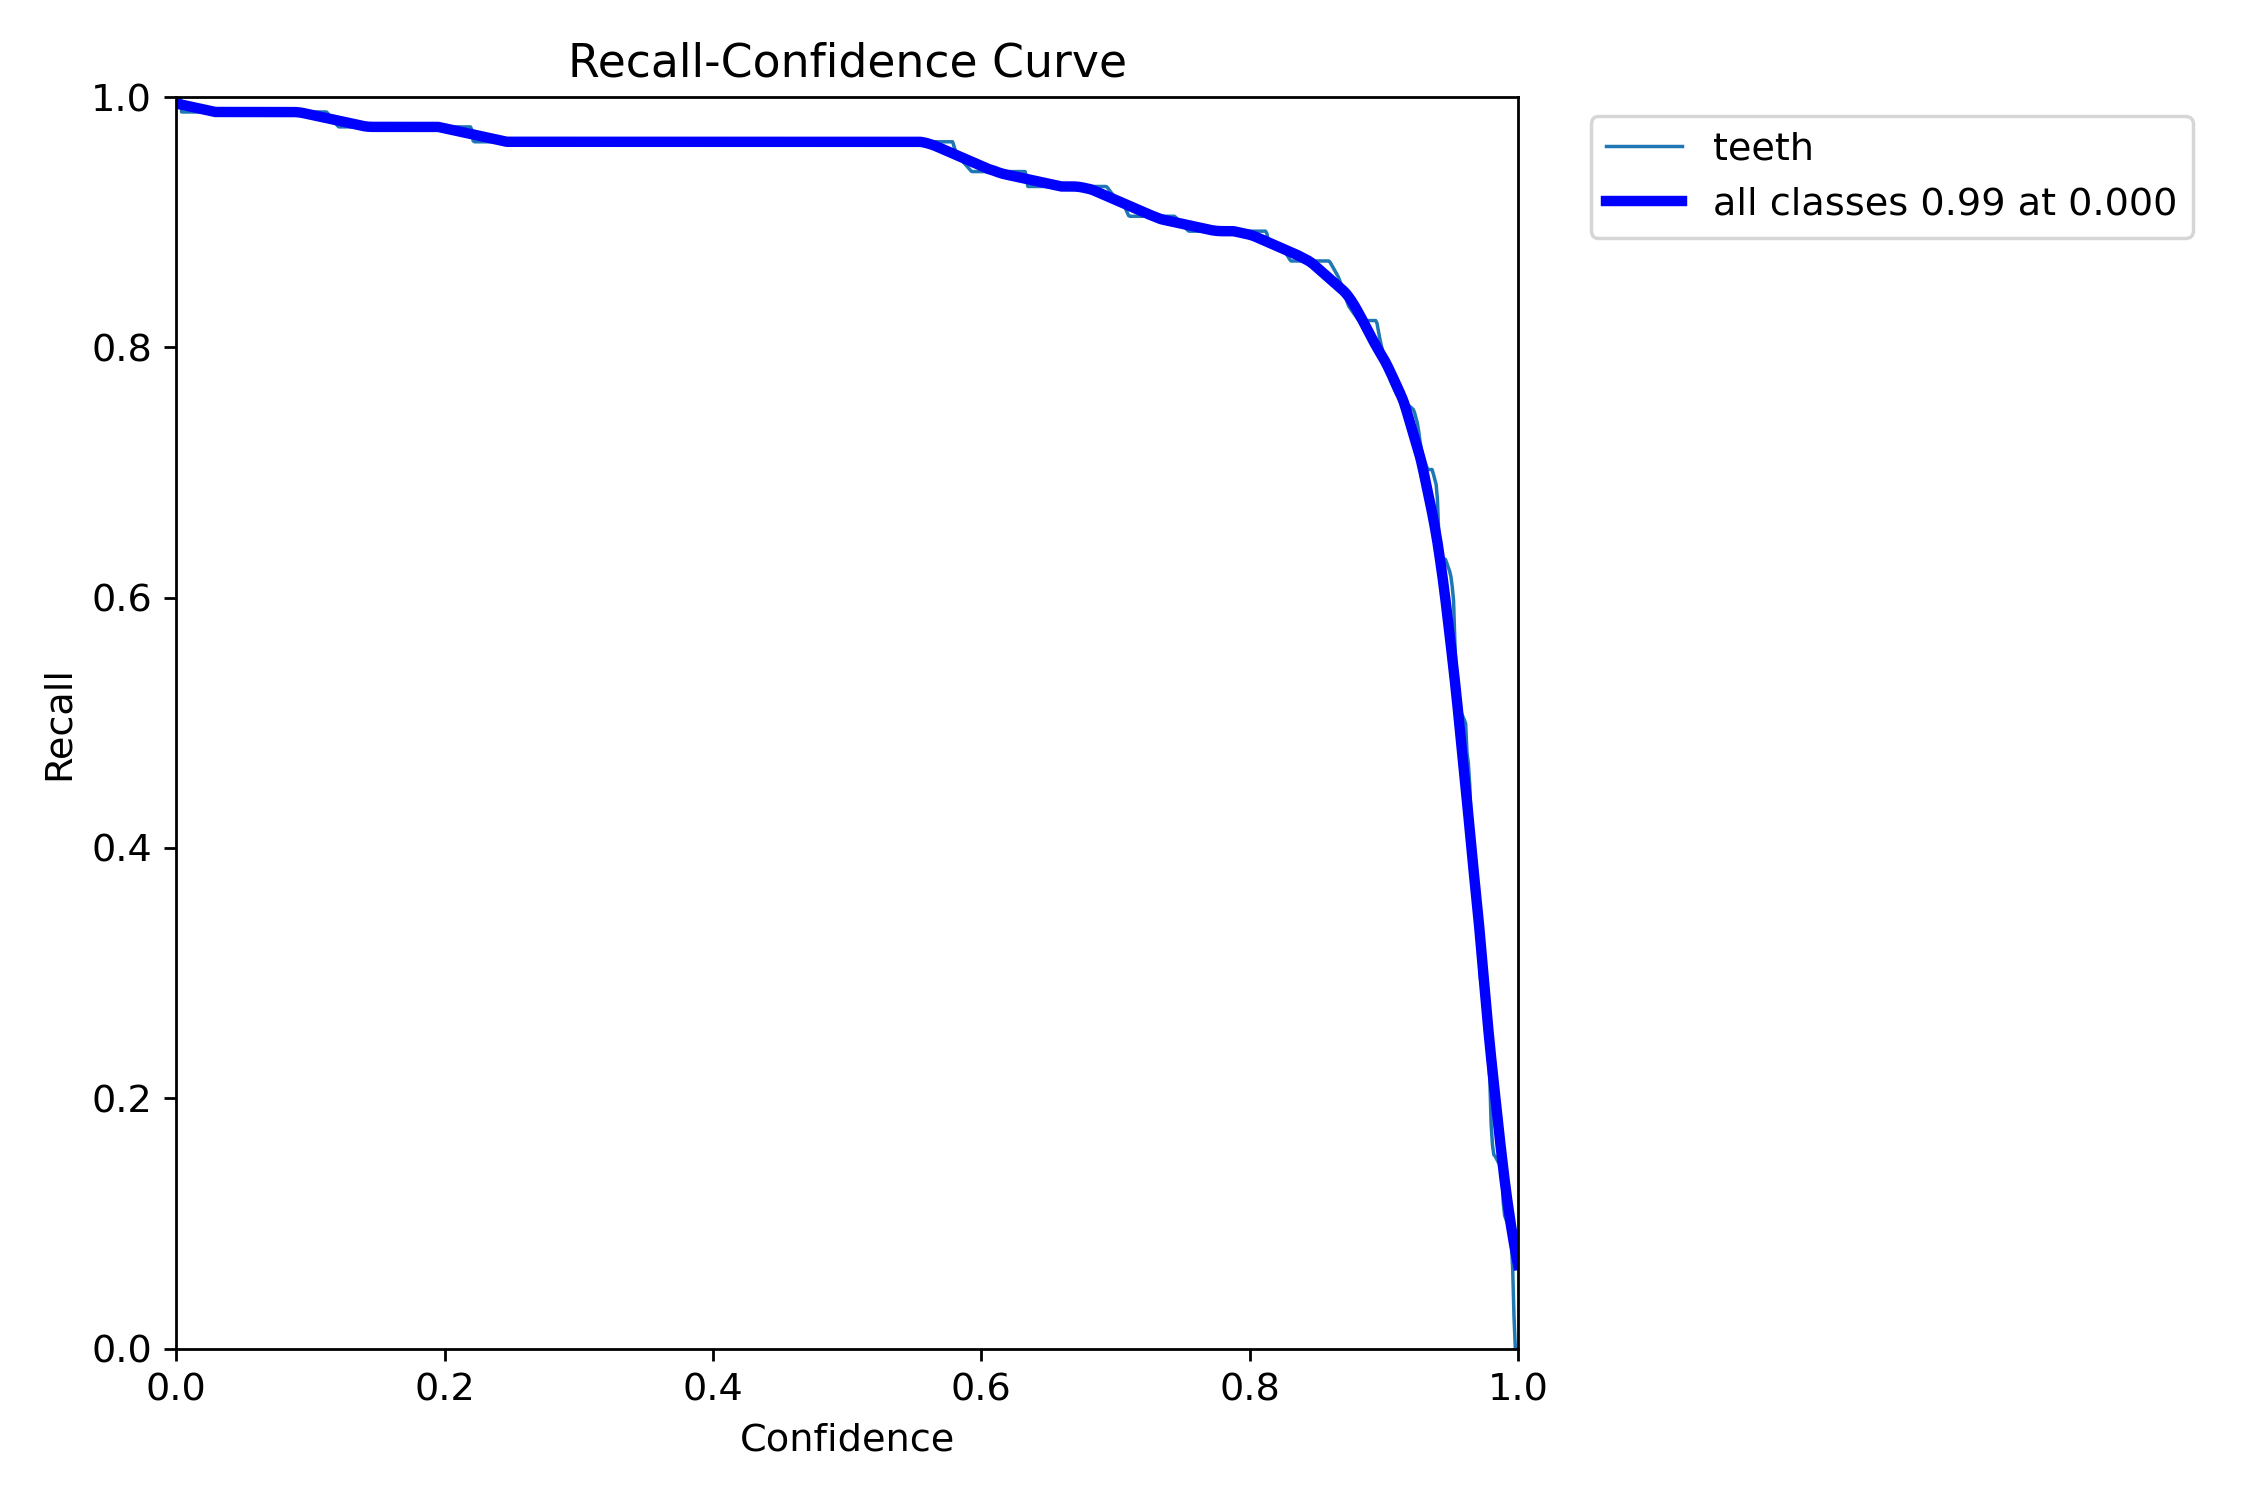 Recall-Confidence Curve
1.0
0.8
0.6
0.4
0.2
0.0
Recall
0.0 0.2 0.4 0.6 0.8 1.0
Confidence
teeth
all classes 0.99 at 0.000